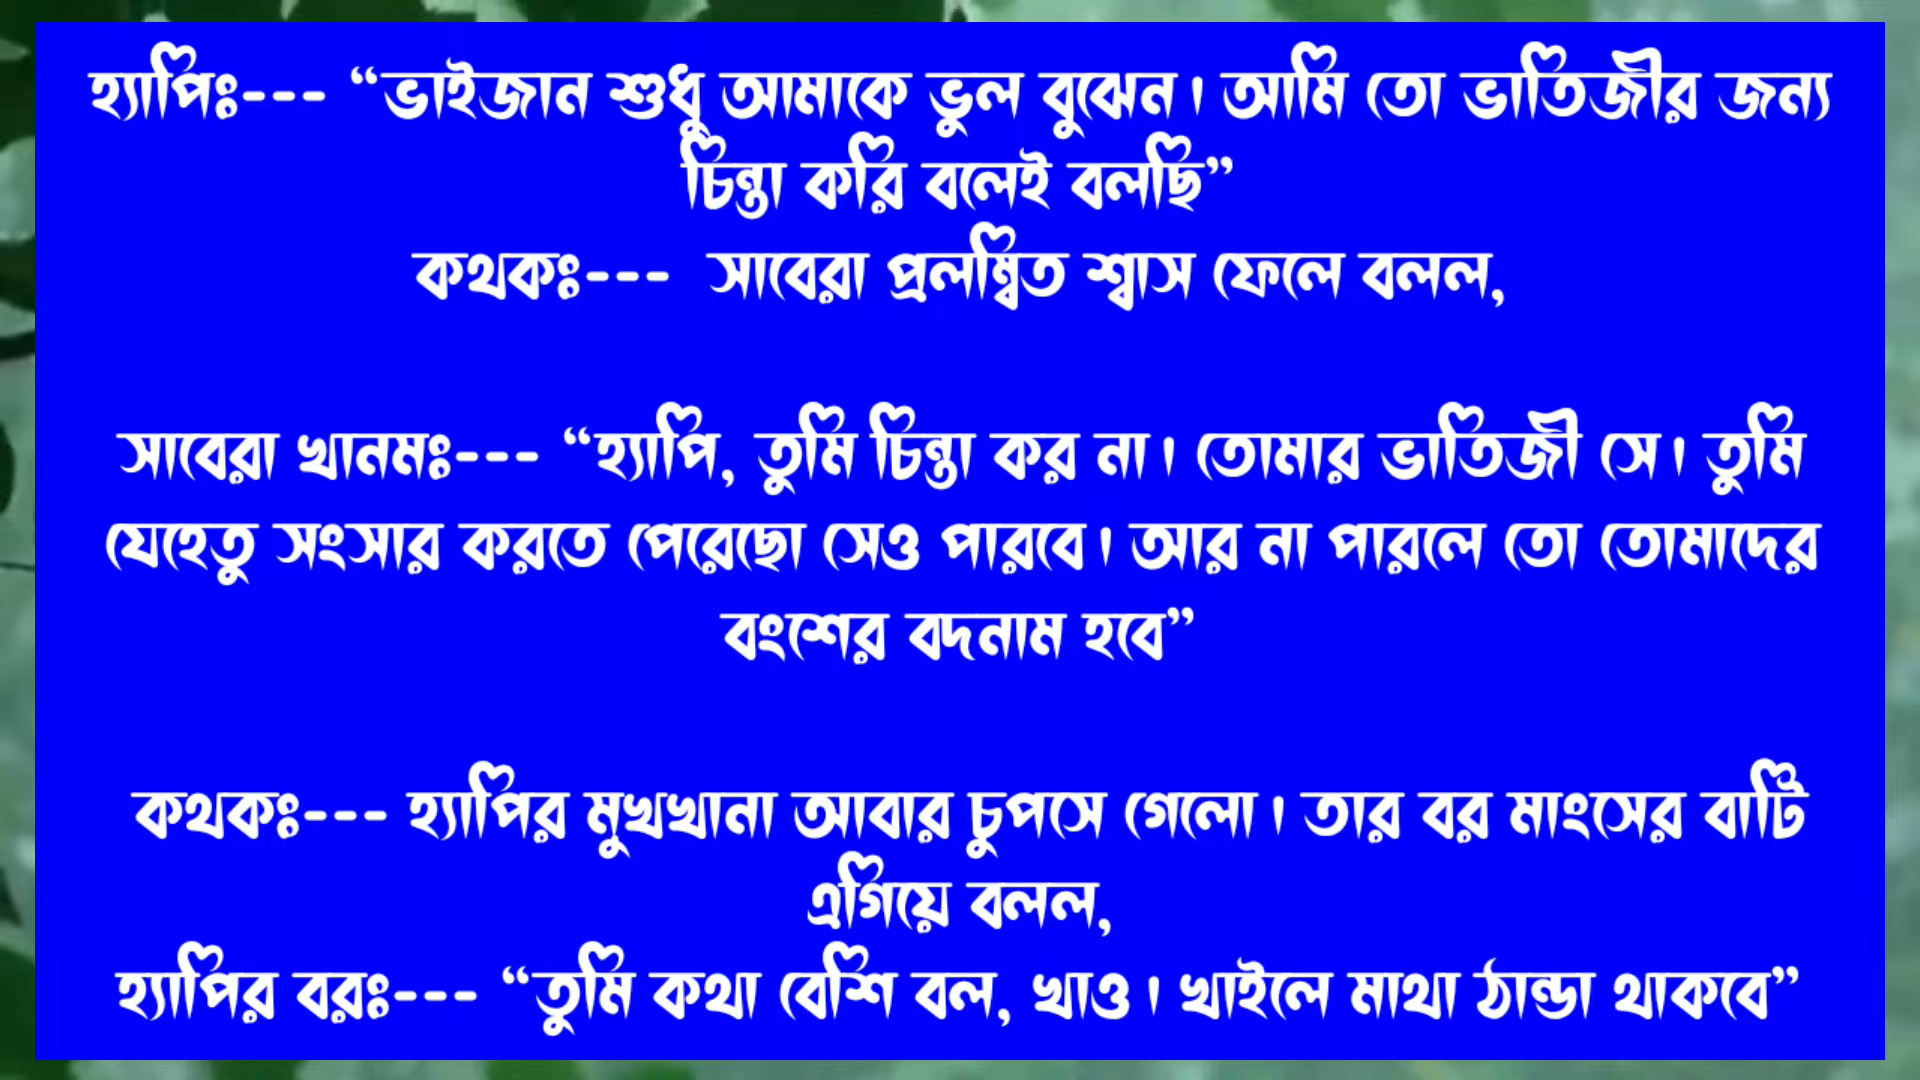 হ্যাপিঃ--- “ভাইজান শুধু আমাকে ভুল বুঝেন। আমি তো ভাতিজীর জন্য
চিন্তা করি বলেই বলছি”
কথকঃ--- সাবেরা প্রলম্বিত শ্বাস ফেলে বলল,
সাবেরা খানমঃ--- “হ্যাপি, তুমি চিন্তা কর না। তোমার ভাতিজী সে। তুমি
যেহেতু সংসার করতে পেরেছো সেও পারবে। আর না পারলে তো তোমাদের
বংশের বদনাম হবে”
কথকঃ--- হ্যাপির মুখখানা আবার চুপসে গেলো। তার বর মাংসের বাটি
এগিয়ে বলল,
হ্যাপির বরঃ--- “তুমি কথা বেশি বল, খাও। খাইলে মাথা ঠান্ডা থাকবে”